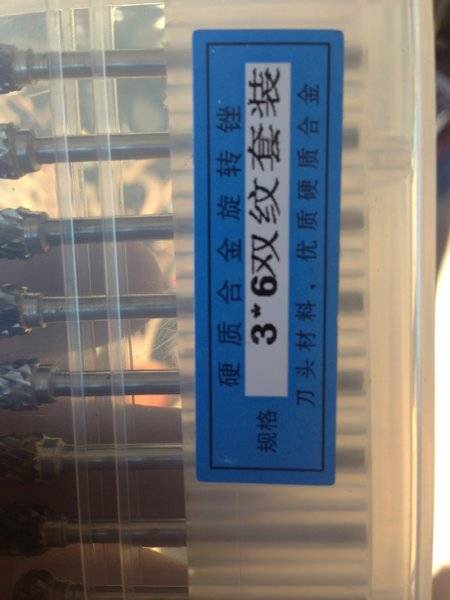 硬质合金旋转锉
规格 3*6双纹套装
刀头材料，优质硬质合金